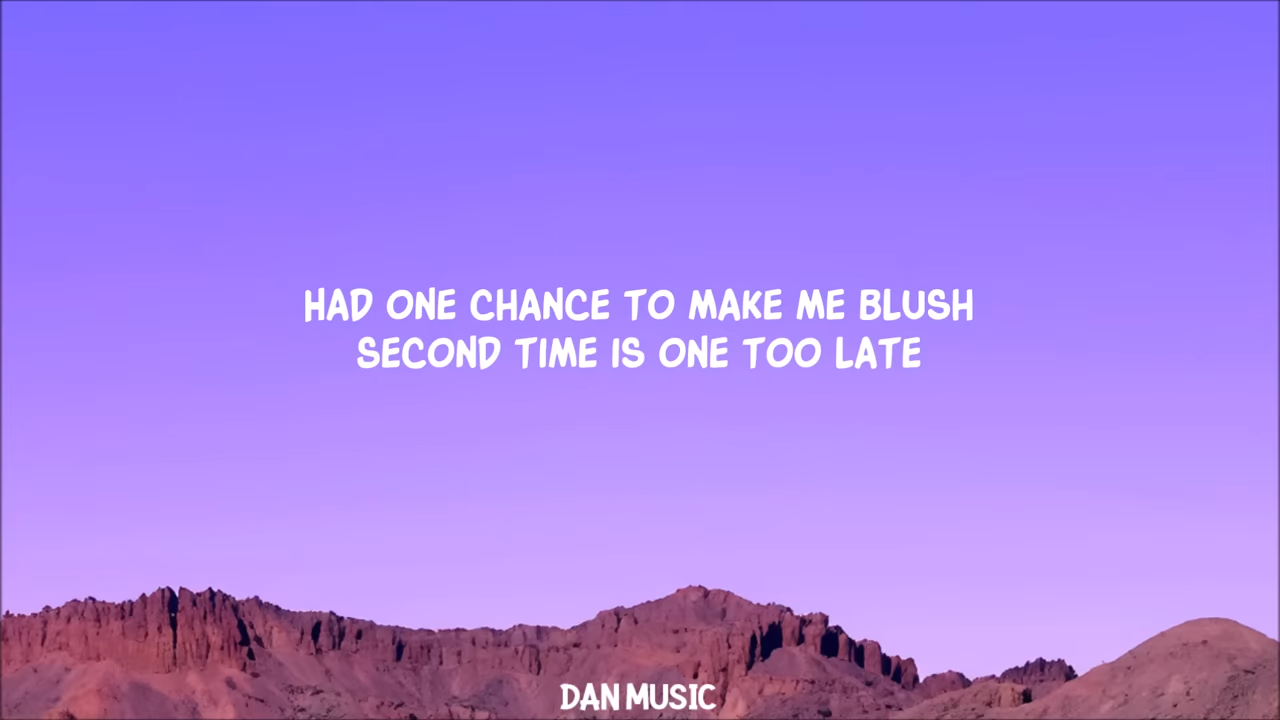 HAD ONE CHANCE TO MAKE ME BLUSH
SECOND TIME IS ONE TOO LATE
DAN MUSIC